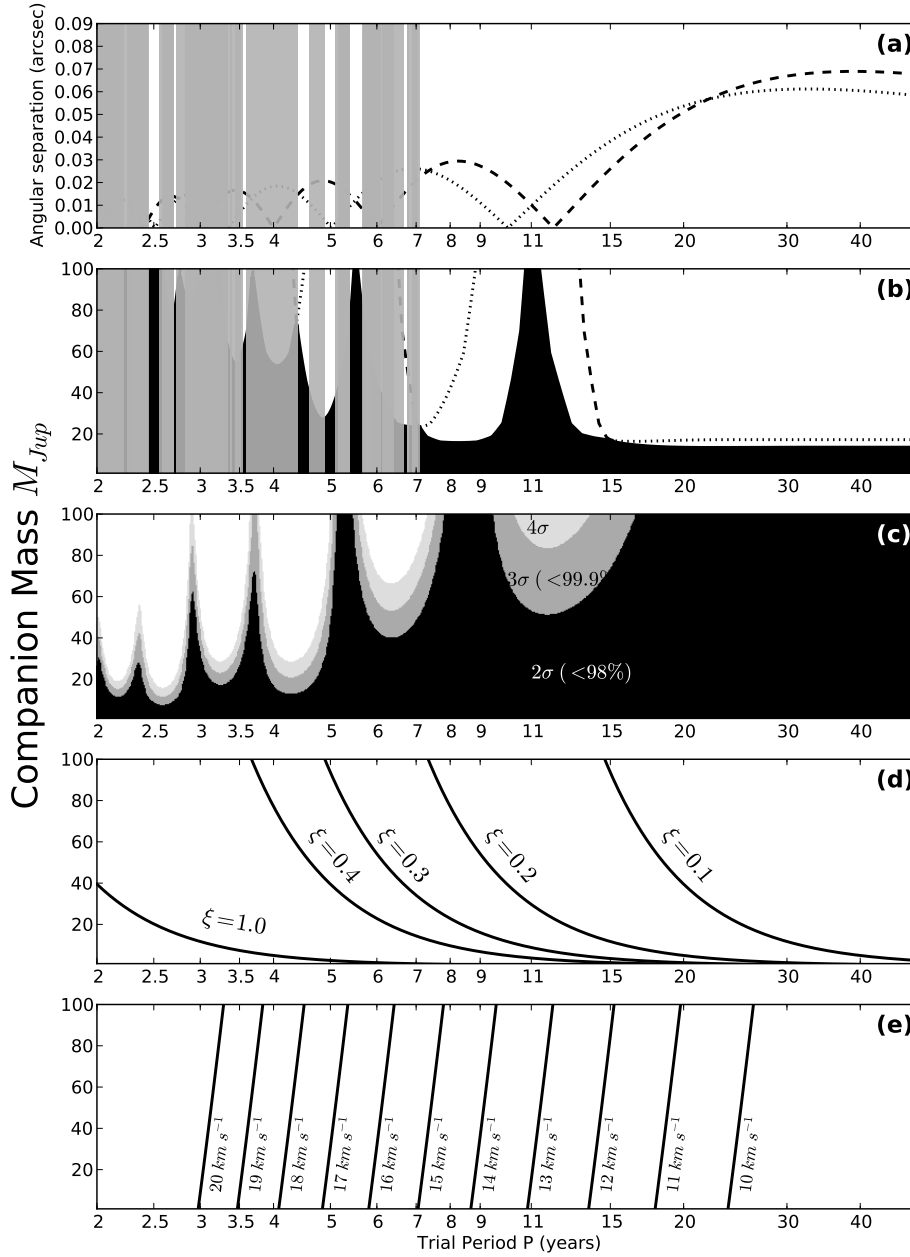 (a)
Angular separation (arcsec)
0.09
0.08
0.07
0.06
0.05
0.04
0.03
0.02
0.01
0.00
2 2.5 3 3.5 4 5 6 7 8 9 11 15 20 30 40
(b)
100
80
60
40
20
2 2.5 3 3.5 4 5 6 7 8 9 11 15 20 30 40
Companion Mass M_{Jup}
(c)
100
80
60
40
20
4σ
3σ (<99.9%
2σ (<98%)
2 2.5 3 3.5 4 5 6 7 8 9 11 15 20 30 40
(d)
100
80
60
40
20
ξ=1.0
ξ=0.4
ξ=0.3
ξ=0.2
ξ=0.1
2 2.5 3 3.5 4 5 6 7 8 9 11 15 20 30 40
(e)
100
80
60
40
20
20 km s⁻¹
19 km s⁻¹
18 km s⁻¹
17 km s⁻¹
16 km s⁻¹
15 km s⁻¹
14 km s⁻¹
13 km s⁻¹
12 km s⁻¹
11 km s⁻¹
10 km s⁻¹
2 2.5 3 3.5 4 5 6 7 8 9 11 15 20 30 40
Trial Period P (years)